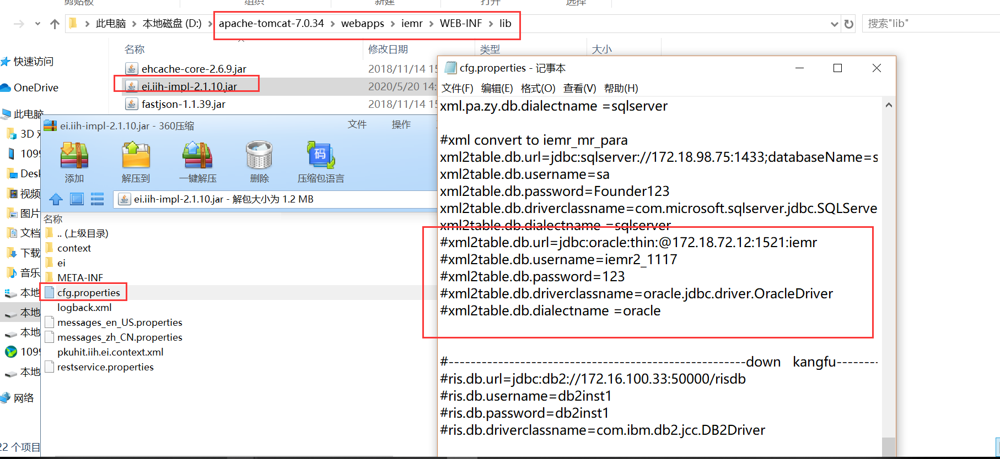 剪贴板 组织 新建 打开 选择
此电脑 本地磁盘 (D:) apache-tomcat-7.0.34 webapps iemr WEB-INF lib 搜索"lib"
名称 修改日期 类型 大小
快速访问
OneDrive
此电脑
3D
1099
Desk
视频
图片
文档
下载
音乐
本地
本地
本地
1099
本地
网络
22 个项目
ehcache-core-2.6.9.jar 2018/11/14 15
ei.iih-impl-2.1.10.jar 2020/5/20 14:
fastjson-1.1.39.jar 2018/11/14 15
ei.iih-impl-2.1.10.jar - 360压缩 文件 操作
码
添加 解压到 一键解压 删除 压缩包语言
ei.iih-impl-2.1.10.jar - 解包大小为 1.2 MB
名称
.. (上级目录)
context
ei
META-INF
cfg.properties
logback.xml
messages_en_US.properties
messages_zh_CN.properties
pkuhit.iih.ei.context.xml
restservice.properties
cfg.properties - 记事本
文件(F) 编辑(E) 格式(O) 查看(V) 帮助(H)
xml.pa.zy.db.dialectname =sqlserver
#xml convert to iemr_mr_para
xml2table.db.url=jdbc:sqlserver://172.18.98.75:1433;databaseName=s
xml2table.db.username=sa
xml2table.db.password=Founder123
xml2table.db.driverclassname=com.microsoft.sqlserver.jdbc.SQLServe
xml2table.db.dialectname =sqlserver
#xml2table.db.url=jdbc:oracle:thin:@172.18.72.12:1521:iemr
#xml2table.db.username=iemr2_1117
#xml2table.db.password=123
#xml2table.db.driverclassname=oracle.jdbc.driver.OracleDriver
#xml2table.db.dialectname =oracle
#------------------------------------------------------down kangfu--------
#ris.db.url=jdbc:db2://172.16.100.33:50000/risdb
#ris.db.username=db2inst1
#ris.db.password=db2inst1
#ris.db.driverclassname=com.ibm.db2.jcc.DB2Driver